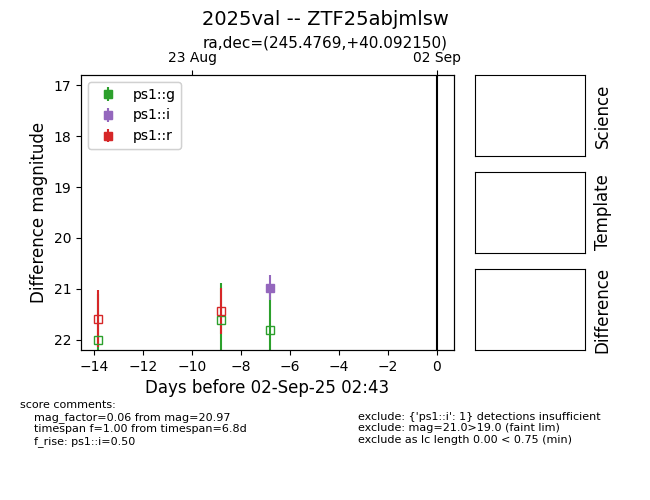 2025val -- ZTF25abjmlsw
ra,dec=(245.4769,+40.092150)
23 Aug
02 Sep
ps1::g
ps1::i
ps1::r
17
18
19
20
21
22
Difference magnitude
−14
−12
−10
−8
−6
−4
−2
0
Days before 02-Sep-25 02:43
Science
Template
Difference
score comments:
mag_factor=0.06 from mag=20.97
timespan f=1.00 from timespan=6.8d
f_rise: ps1::i=0.50
exclude: {'ps1::i': 1} detections insufficient
exclude: mag=21.0>19.0 (faint lim)
exclude as lc length 0.00 < 0.75 (min)